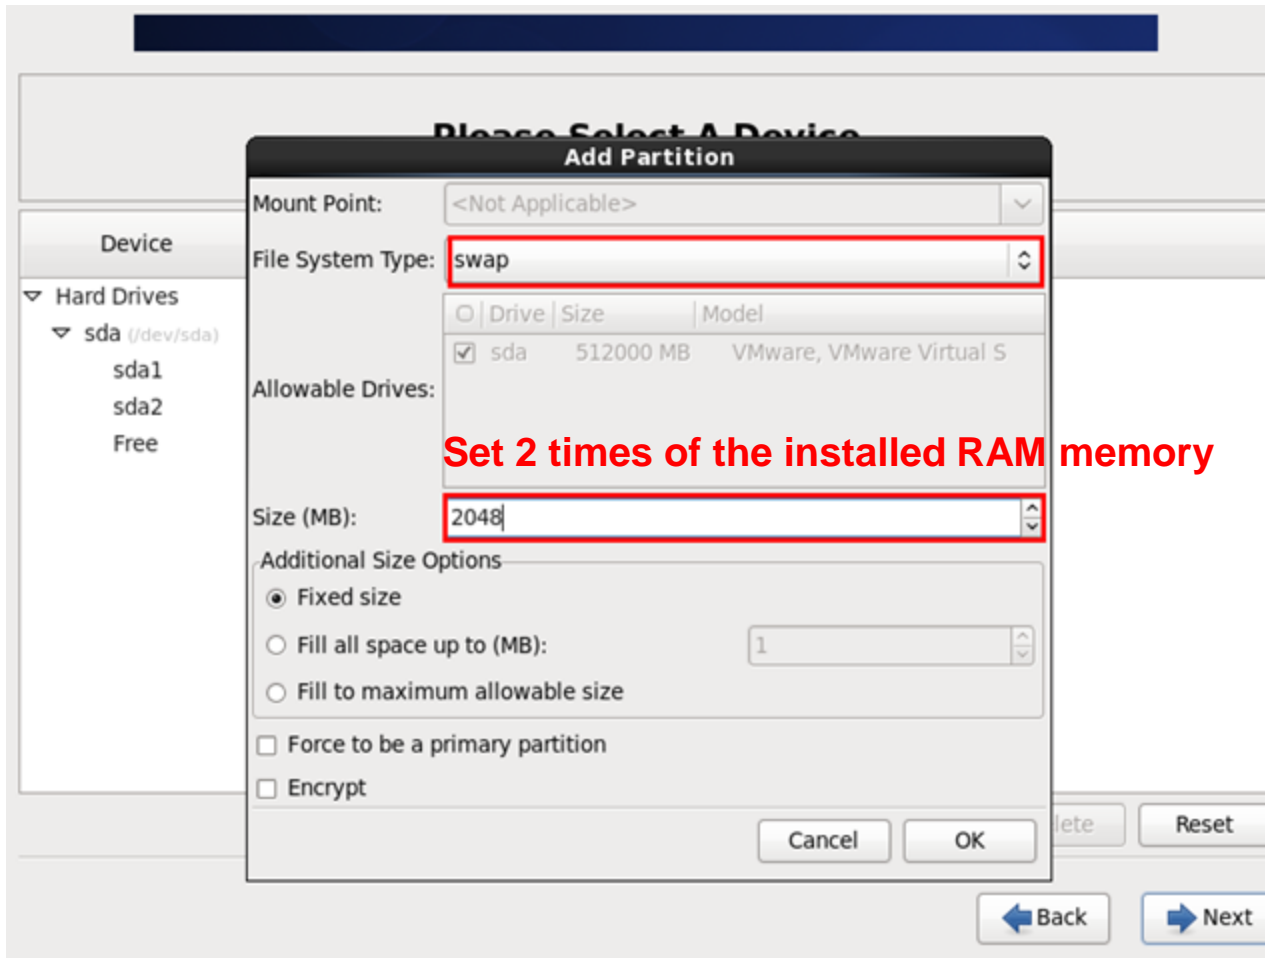 Please Select A Device
Add Partition
Mount Point: <Not Applicable>
Device
File System Type: swap
Hard Drives
Drive Size Model
sda (/dev/sda)
sda 512000 MB VMware, VMware Virtual S
sda1
Allowable Drives:
sda2
Free
Set 2 times of the installed RAM memory
Size (MB): 2048
Additional Size Options
Fixed size
Fill all space up to (MB): 1
Fill to maximum allowable size
Force to be a primary partition
Encrypt
Cancel OK
Reset
Back Next